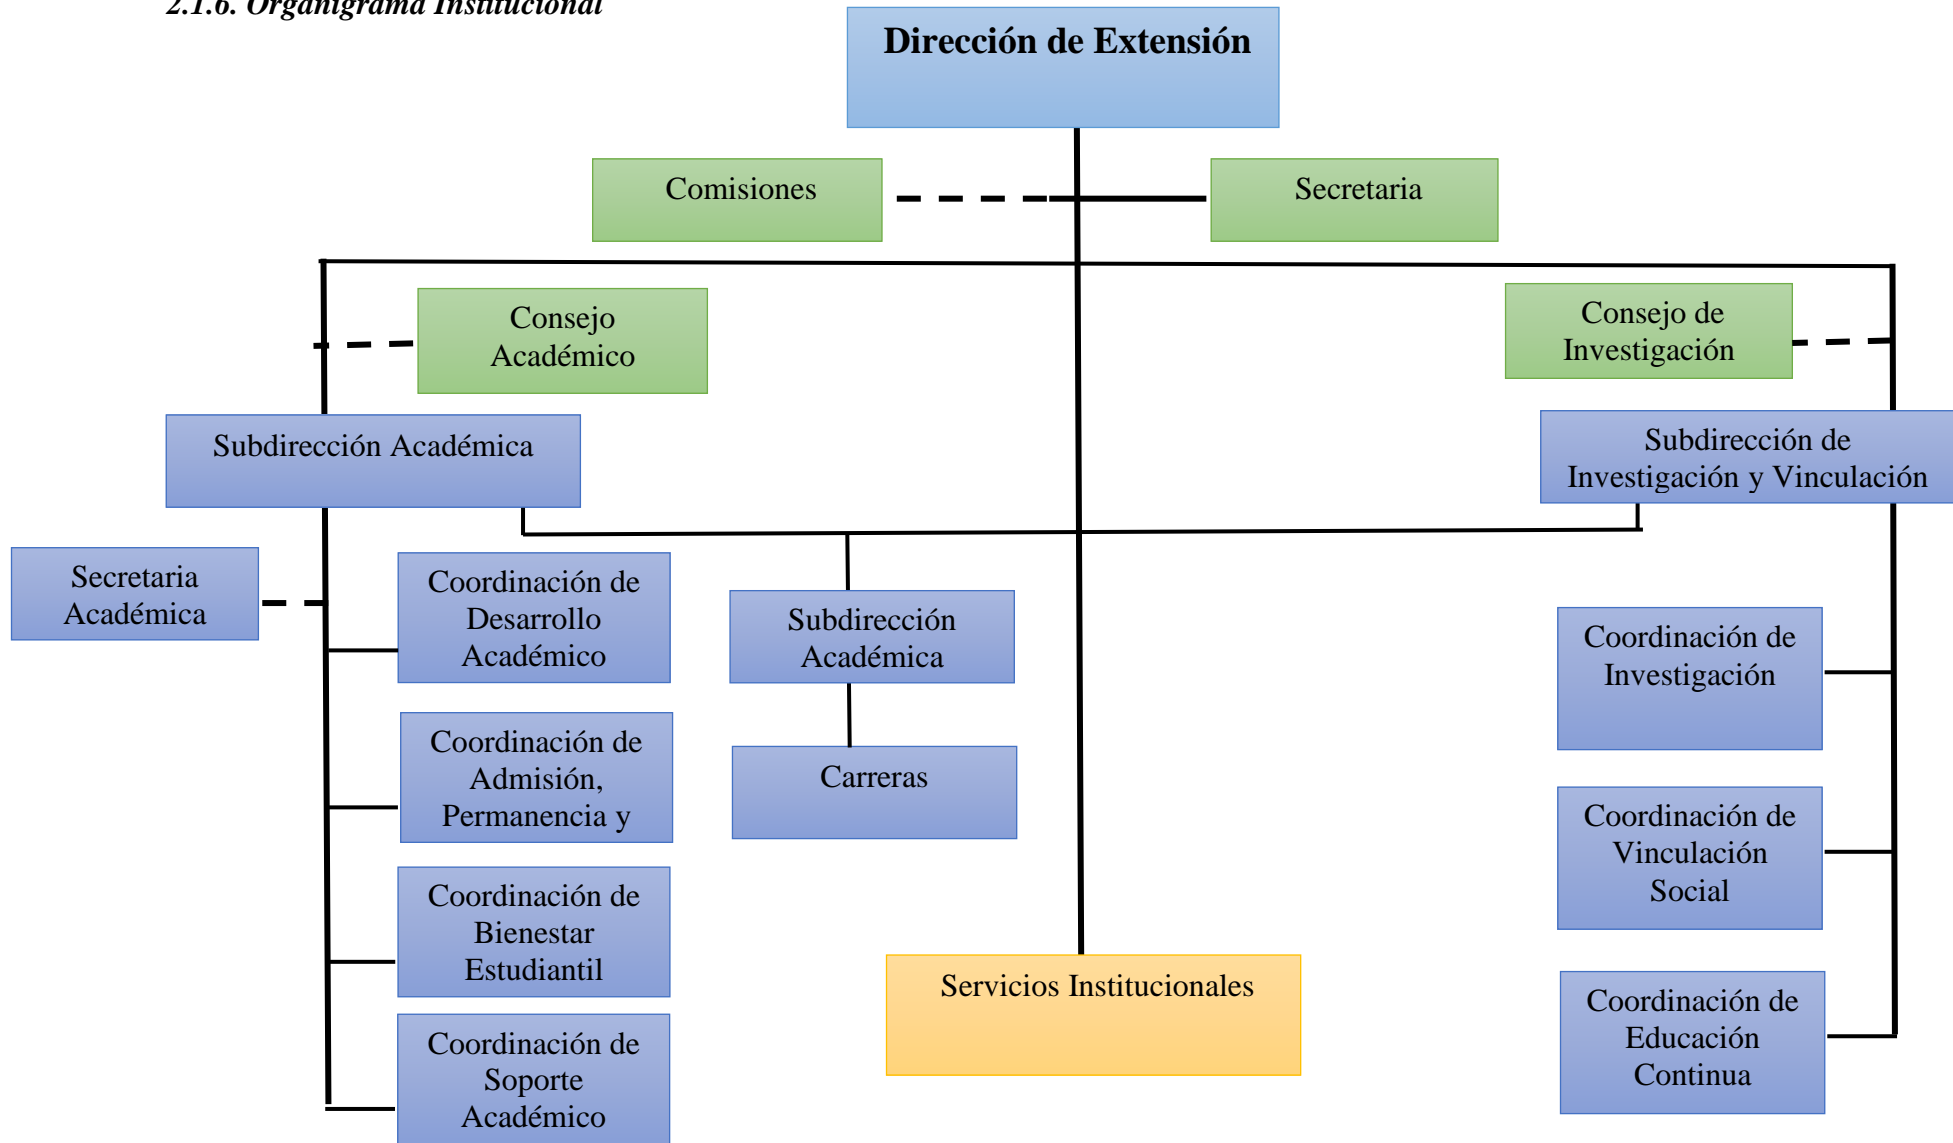 2.1.6. Organigrama Institucional
Dirección de Extensión
Comisiones
Secretaria
Consejo
Académico
Consejo de
Investigación
Subdirección Académica
Subdirección de
Investigación y Vinculación
Secretaria
Académica
Coordinación de
Desarrollo
Académico
Subdirección
Académica
Coordinación de
Investigación
Coordinación de
Admisión,
Permanencia y
Carreras
Coordinación de
Vinculación
Social
Coordinación de
Bienestar
Estudiantil
Servicios Institucionales
Coordinación de
Educación
Continua
Coordinación de
Soporte
Académico